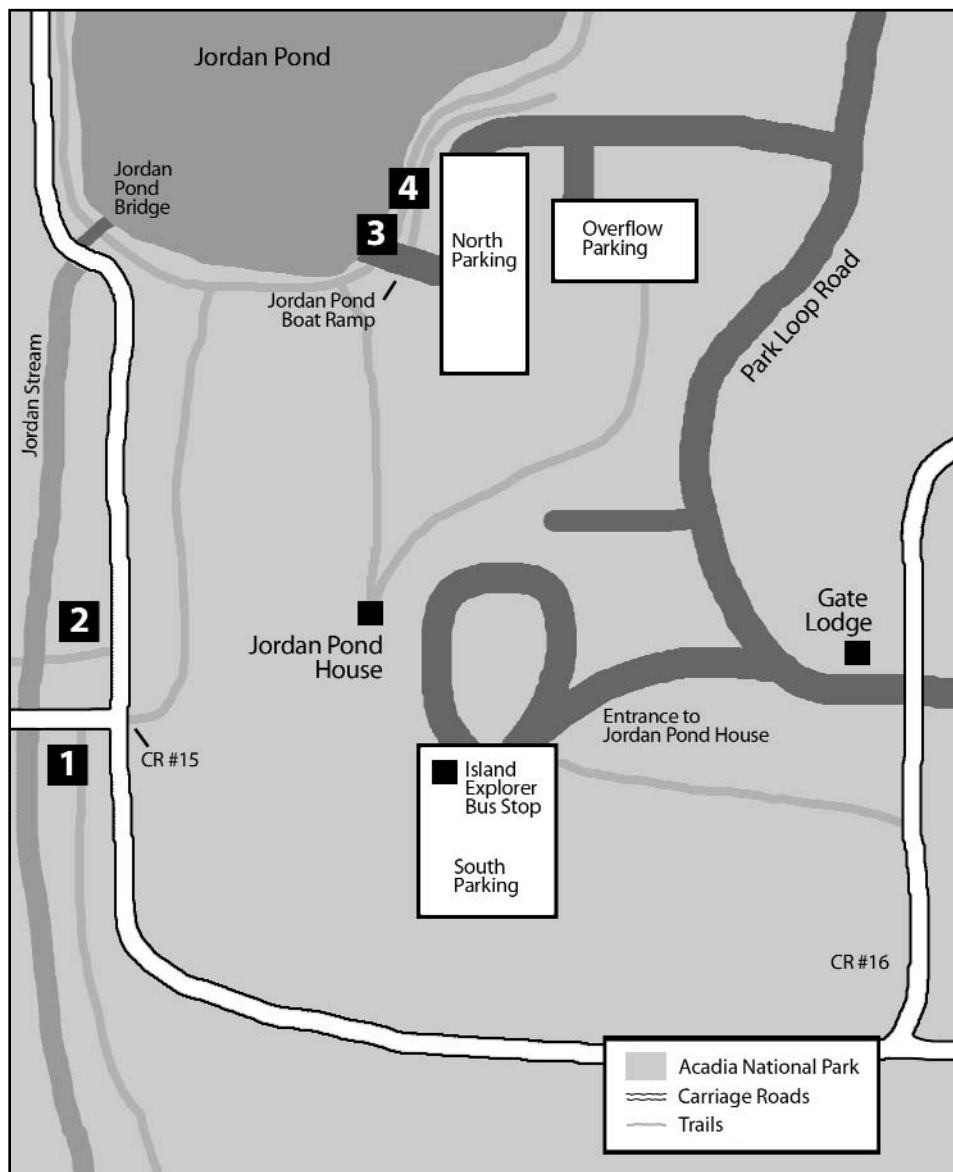 Jordan Pond
Jordan
Pond
Bridge
4
3
North
Parking
Overflow
Parking
Jordan Pond
Boat Ramp
Park Loop Road
Jordan Stream
2
Jordan Pond
House
Gate
Lodge
Entrance to
Jordan Pond House
1
CR #15
Island
Explorer
Bus Stop
South
Parking
CR #16
Acadia National Park
Carriage Roads
Trails